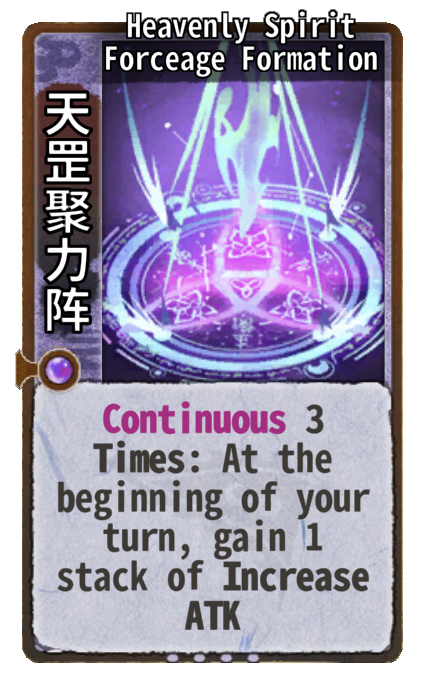 Heavenly Spirit
Forceage Formation
天罡聚力阵
Continuous 3
Times: At the
beginning of your
turn, gain 1
stack of Increase
ATK